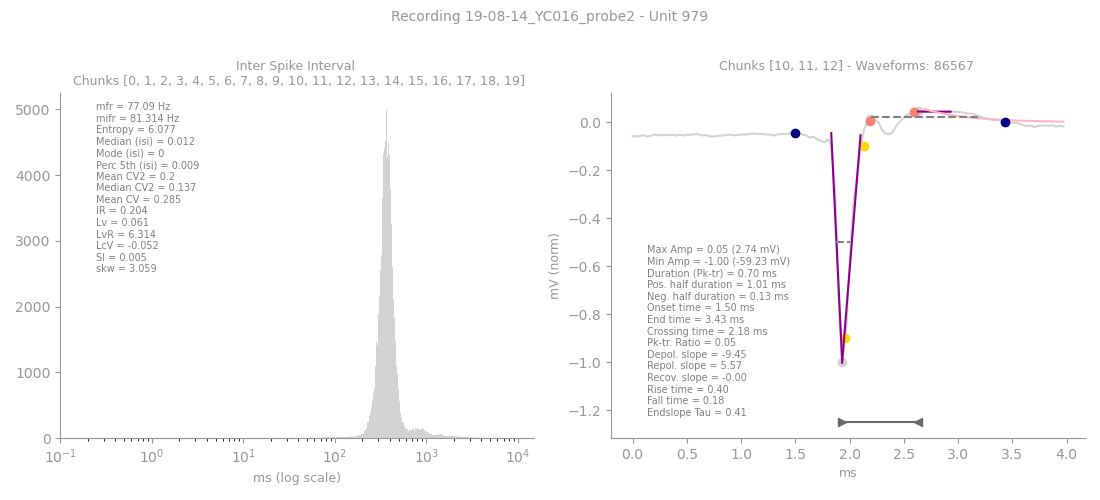 Recording 19-08-14_YC016_probe2 - Unit 979
Inter Spike Interval
Chunks [0, 1, 2, 3, 4, 5, 6, 7, 8, 9, 10, 11, 12, 13, 14, 15, 16, 17, 18, 19]
5000
4000
3000
2000
1000
0
mfr = 77.09 Hz
mifr = 81.314 Hz
Entropy = 6.077
Median (isi) = 0.012
Mode (isi) = 0
Perc 5th (isi) = 0.009
Mean CV2 = 0.2
Median CV2 = 0.137
Mean CV = 0.285
IR = 0.204
Lv = 0.061
LvR = 6.314
LcV = -0.052
SI = 0.005
skw = 3.059
10⁻¹ 10⁰ 10¹ 10² 10³ 10⁴
ms (log scale)
Chunks [10, 11, 12] - Waveforms: 86567
mV (norm)
0.0
−0.2
−0.4
−0.6
−0.8
−1.0
−1.2
Max Amp = 0.05 (2.74 mV)
Min Amp = -1.00 (-59.23 mV)
Duration (Pk-tr) = 0.70 ms
Pos. half duration = 1.01 ms
Neg. half duration = 0.13 ms
Onset time = 1.50 ms
End time = 3.43 ms
Crossing time = 2.18 ms
Pk-tr. Ratio = 0.05
Depol. slope = -9.45
Repol. slope = 5.57
Recov. slope = -0.00
Rise time = 0.40
Fall time = 0.18
Endslope Tau = 0.41
0.0 0.5 1.0 1.5 2.0 2.5 3.0 3.5 4.0
ms